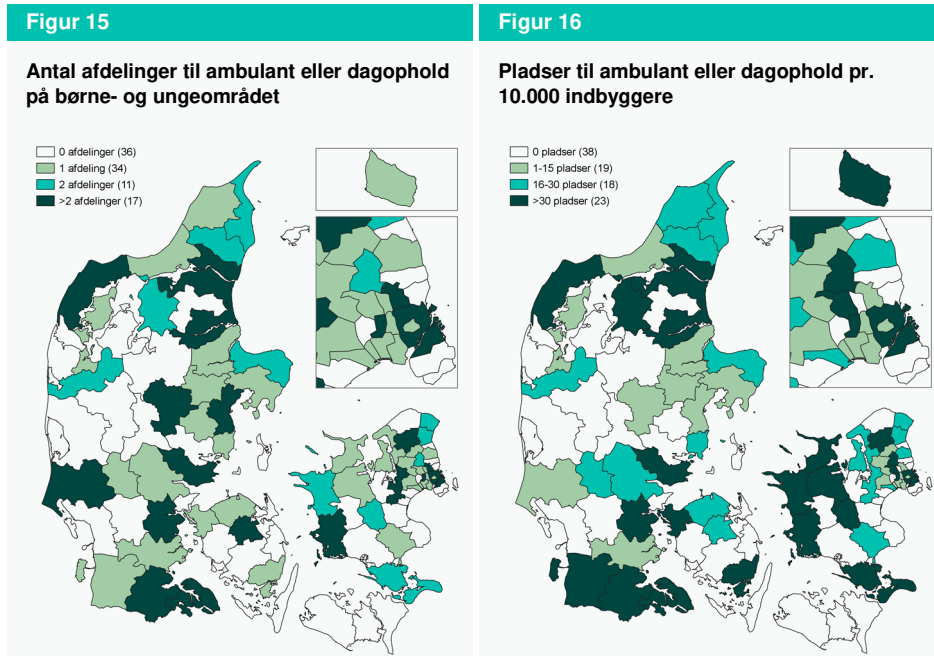 Figur 15
Antal afdelinger til ambulant eller dagophold
på børne- og ungeområdet
0 afdelinger (36)
1 afdeling (34)
2 afdelinger (11)
>2 afdelinger (17)
Figur 16
Pladser til ambulant eller dagophold pr.
10.000 indbyggere
0 pladser (38)
1-15 pladser (19)
16-30 pladser (18)
>30 pladser (23)